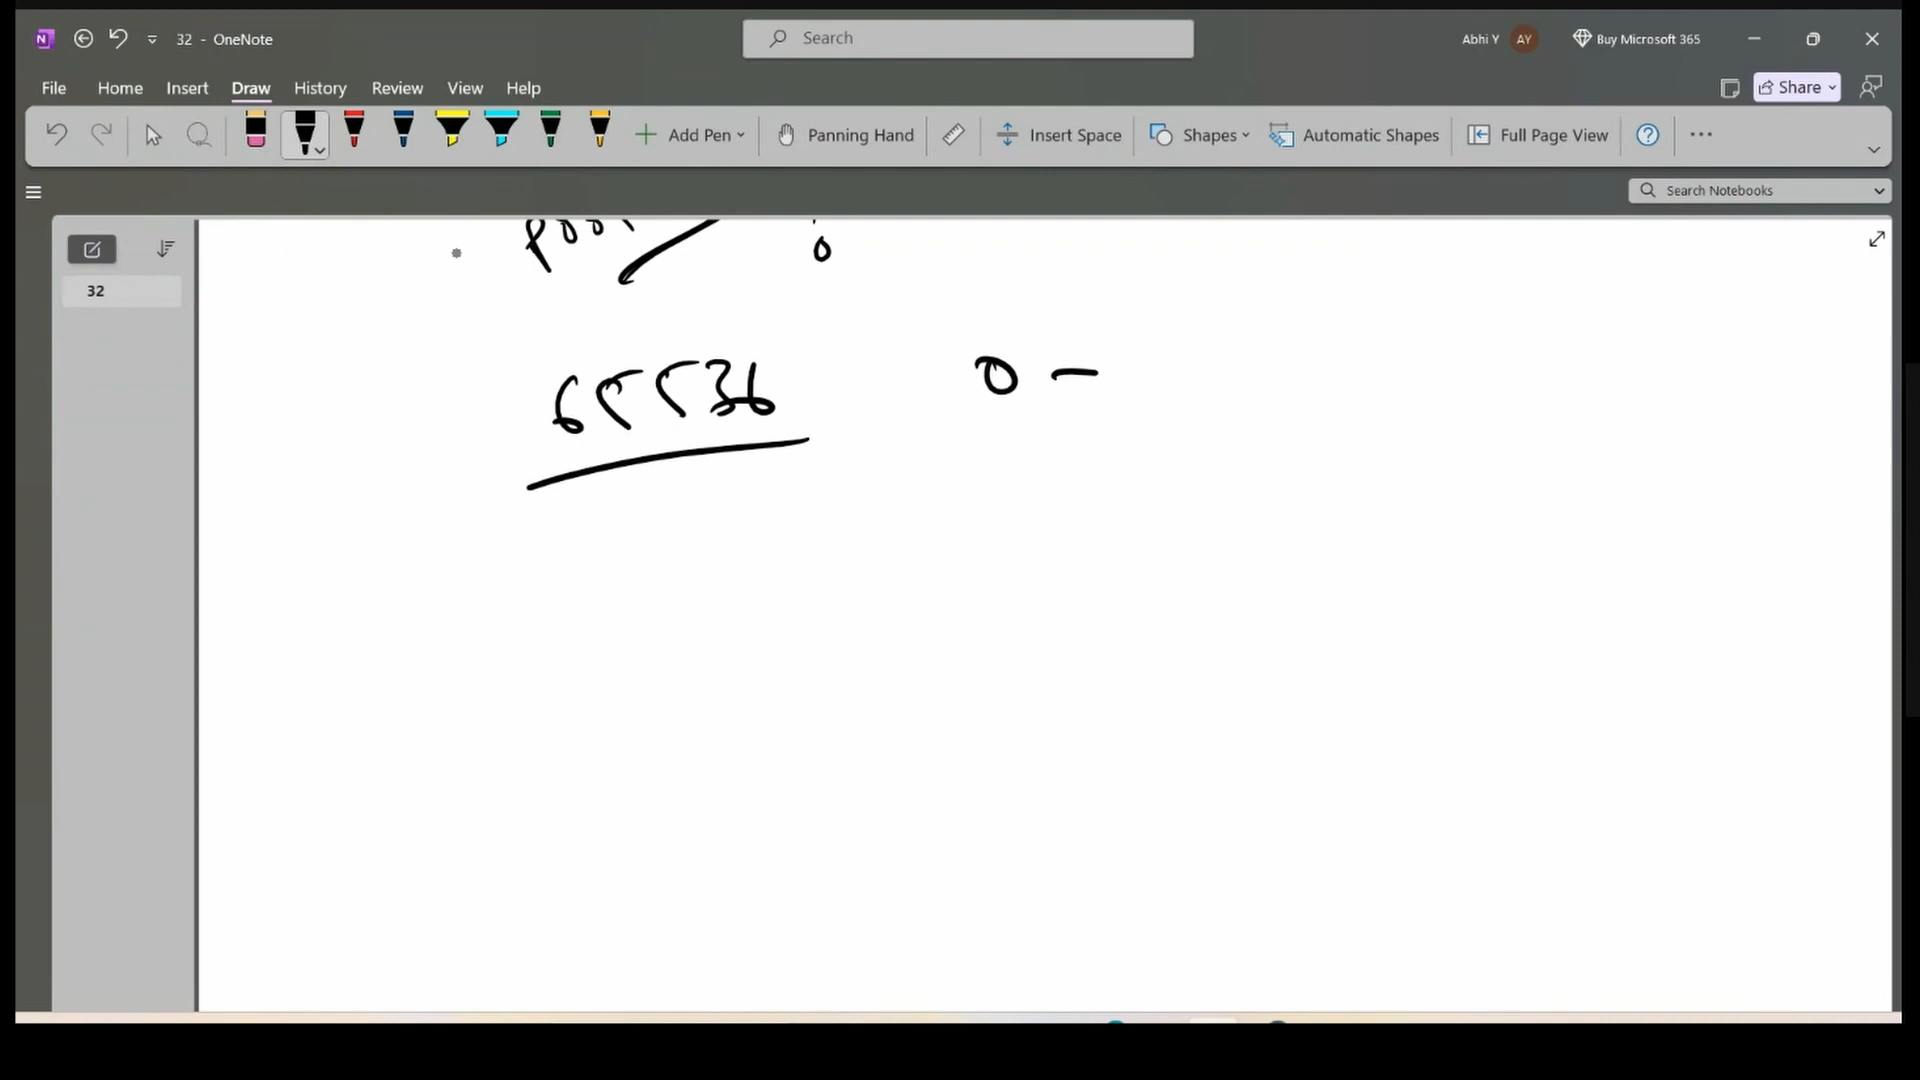 32 - OneNote
Search
Abhi Y AY
Buy Microsoft 365
File Home Insert Draw History Review View Help
Share
Add Pen
Panning Hand
Insert Space
Shapes
Automatic Shapes
Full Page View
Search Notebooks
32
0
65536 0 -